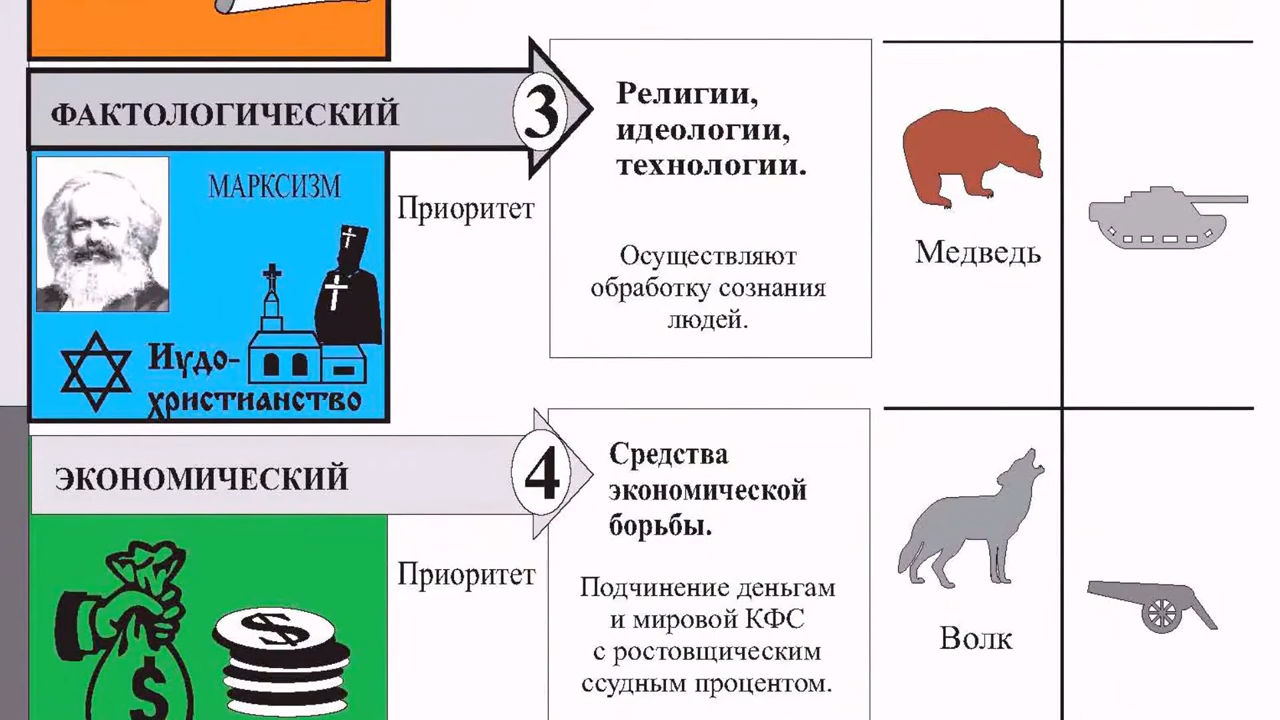 ФАКТОЛОГИЧЕСКИЙ
3
Религии,
идеологии,
технологии.
МАРКСИЗМ
Приоритет
Осуществляют
обработку сознания
людей.
Медведь
Иудо-
христианство
ЭКОНОМИЧЕСКИЙ
4
Средства
экономической
борьбы.
Приоритет
Подчинение деньгам
и мировой КФС
с ростовщическим
ссудным процентом.
Волк
$
$